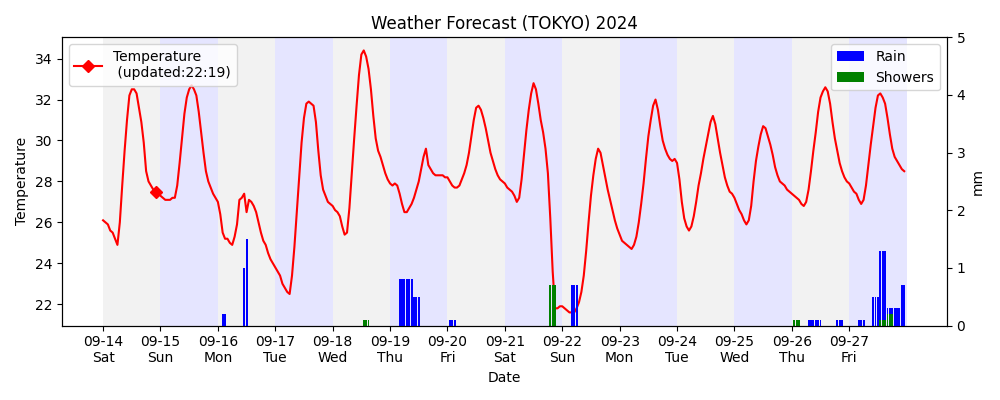 Weather Forecast (TOKYO) 2024
Temperature
(updated:22:19)
Rain
Showers
34
32
30
28
26
24
22
Temperature
5
4
3
2
1
0
mm
09-14 09-15 09-16 09-17 09-18 09-19 09-20 09-21 09-22 09-23 09-24 09-25 09-26 09-27
Sat Sun Mon Tue Wed Thu Fri Sat Sun Mon Tue Wed Thu Fri
Date